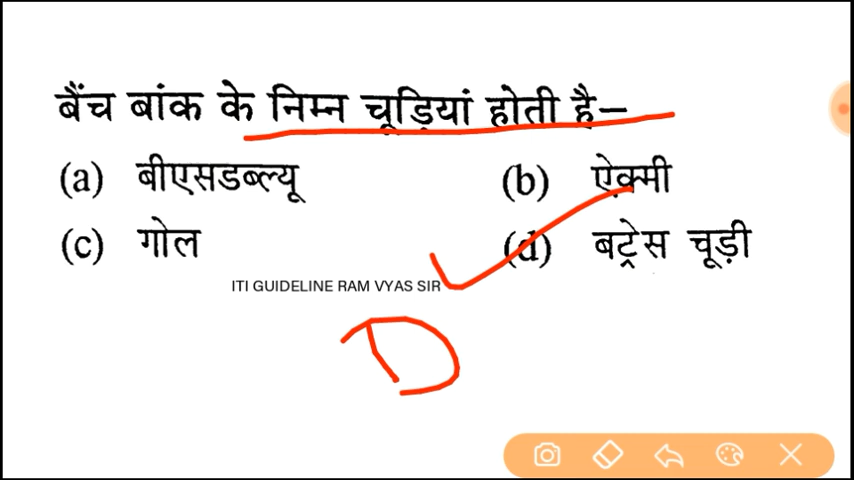 बैंच बांक के निम्न चूड़ियां होती है–
(a) बीएसडब्ल्यू (b) ऐक्मी
(c) गोल (d) बट्रेस चूड़ी
ITI GUIDELINE RAM VYAS SIR
D